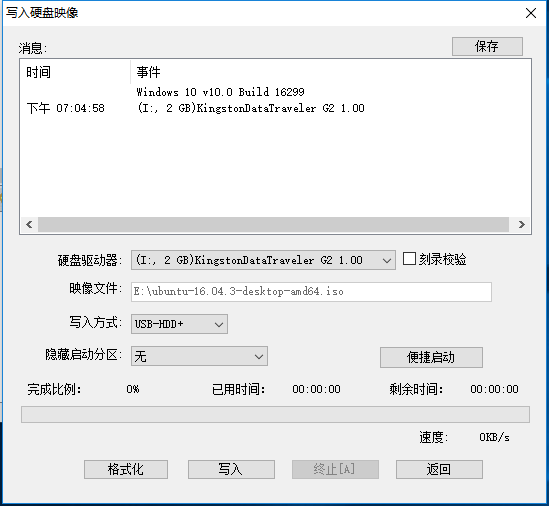 写入硬盘映像
消息:
保存
时间 事件
Windows 10 v10.0 Build 16299
下午 07:04:58 (I:, 2 GB)KingstonDataTraveler G2 1.00
硬盘驱动器: (I:, 2 GB)KingstonDataTraveler G2 1.00 刻录校验
映像文件: E:\ubuntu-16.04.3-desktop-amd64.iso
写入方式: USB-HDD+
隐藏启动分区: 无 便捷启动
完成比例: 0% 已用时间: 00:00:00 剩余时间: 00:00:00
速度: 0KB/s
格式化 写入 终止[A] 返回